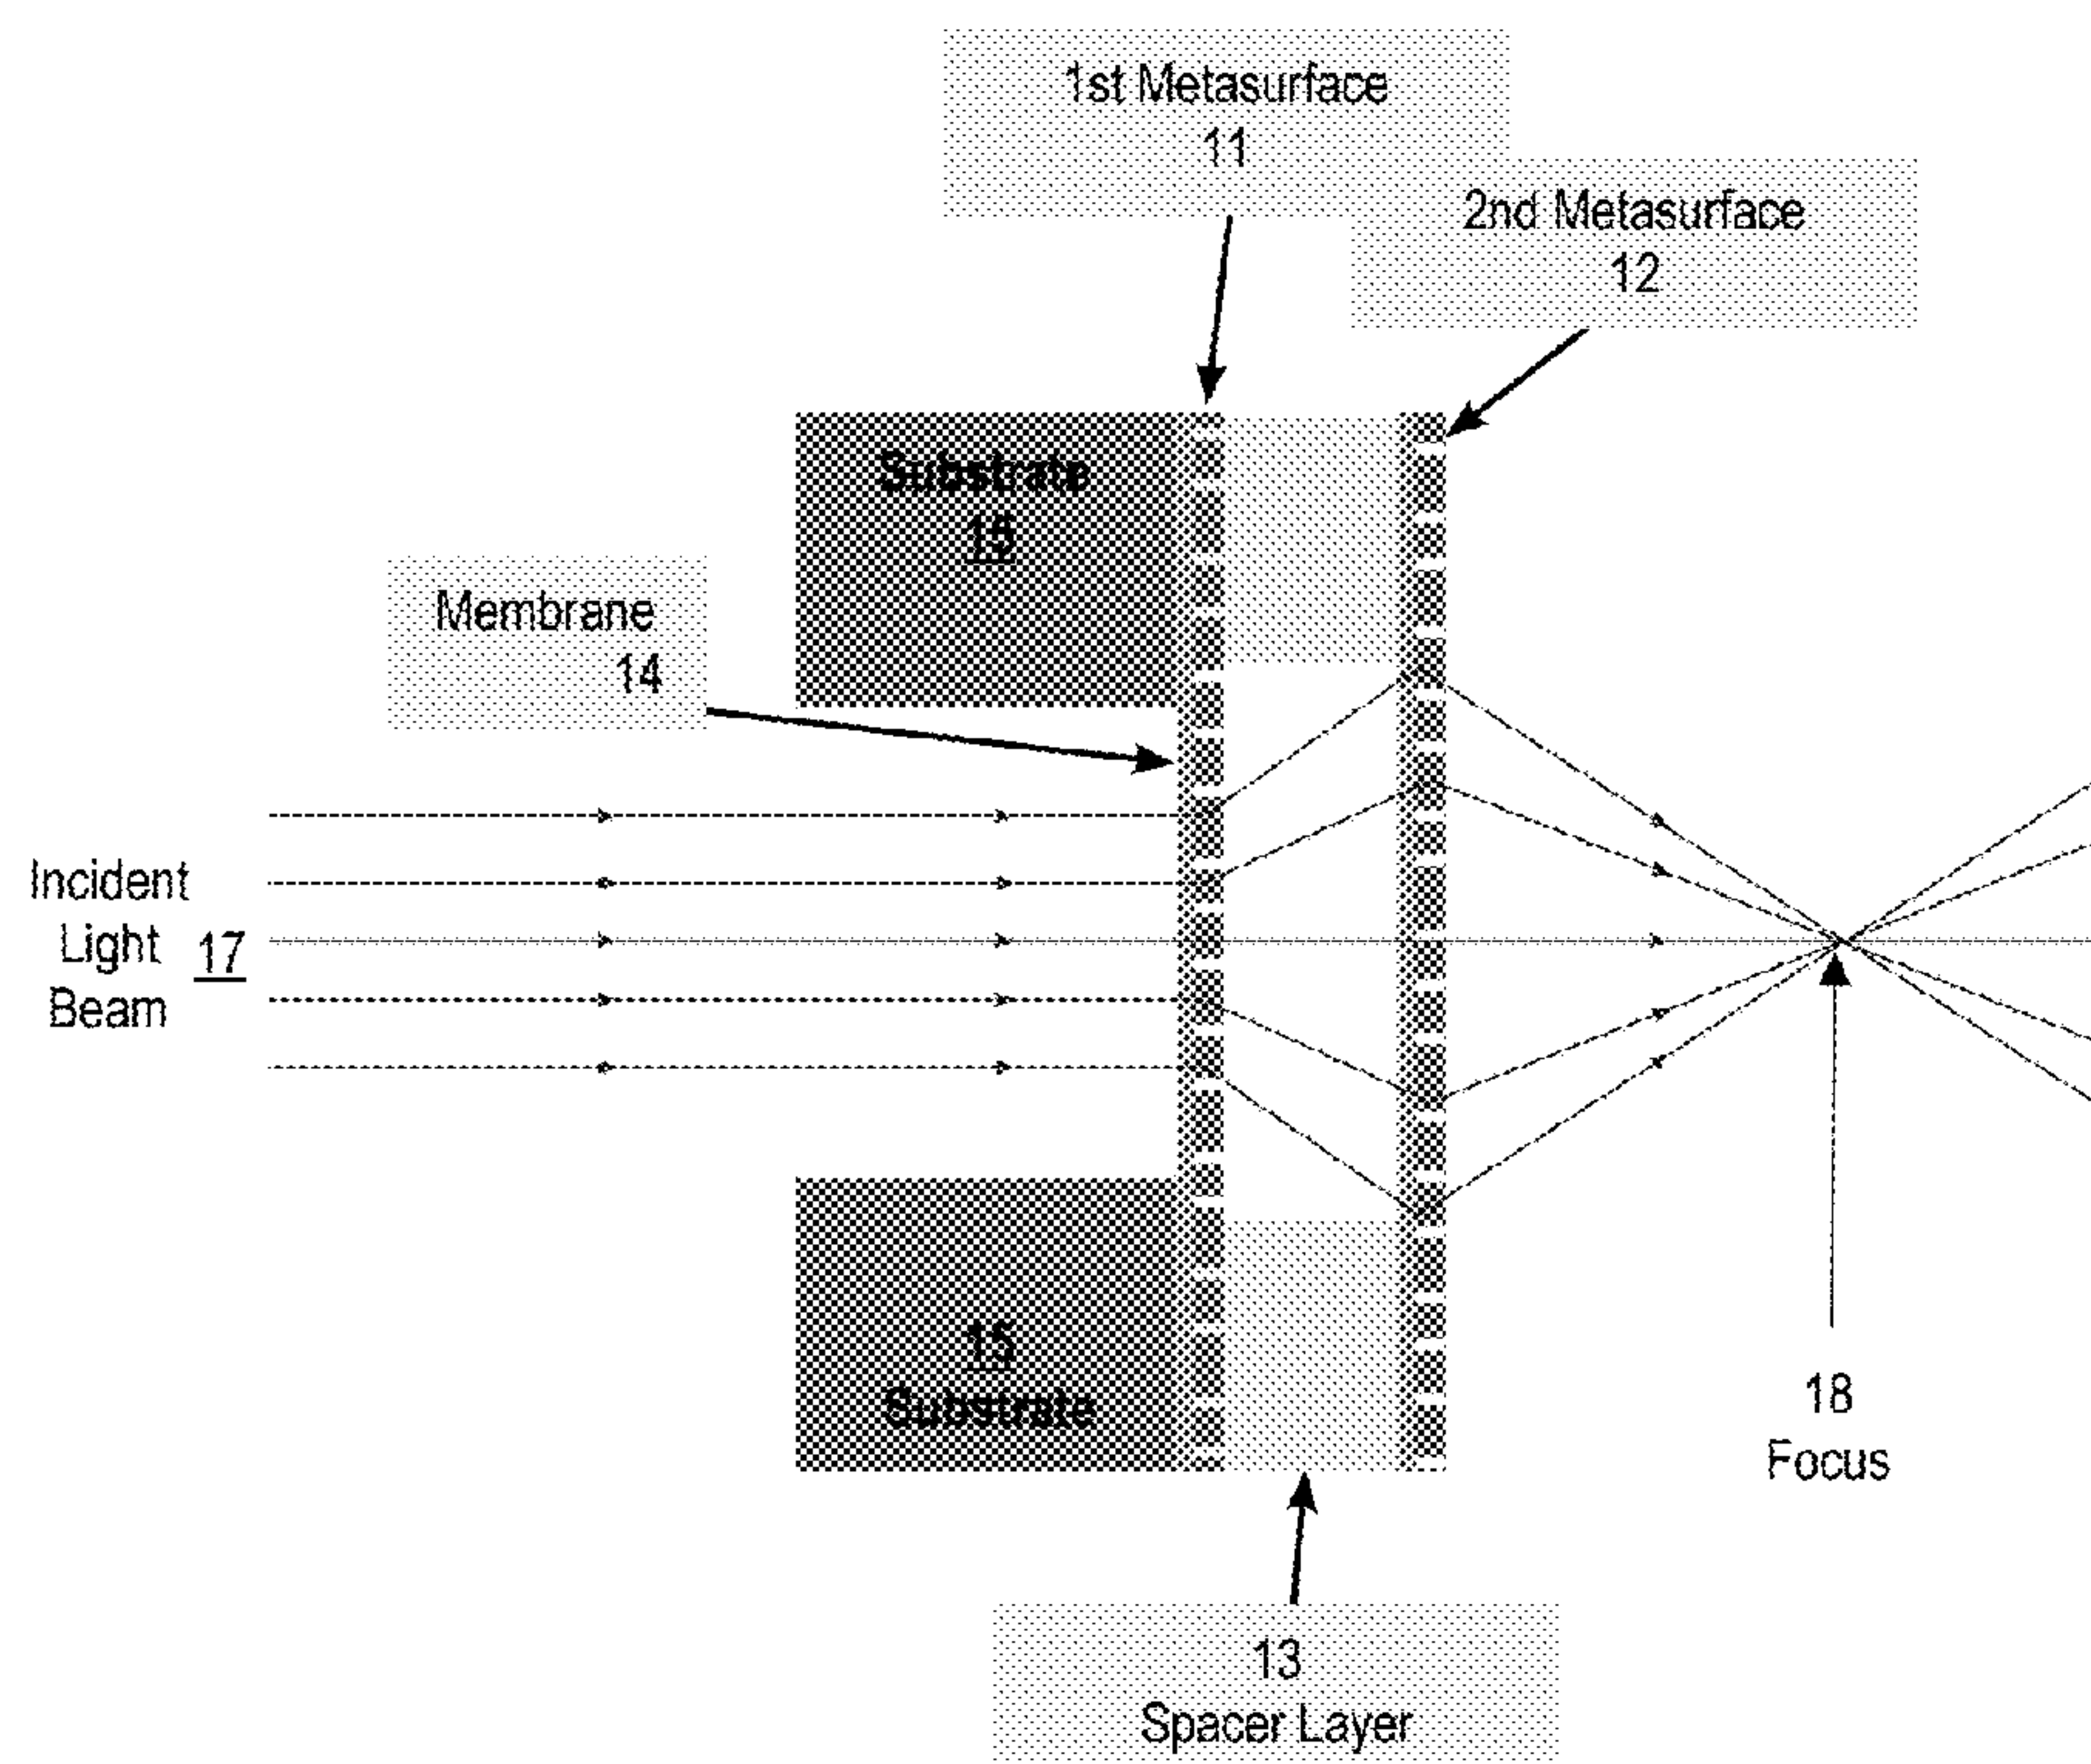 1st Metasurface
11
2nd Metasurface
12
Substrate
15
Membrane
14
Incident
Light
Beam
17
15
Substrate
18
Focus
13
Spacer Layer